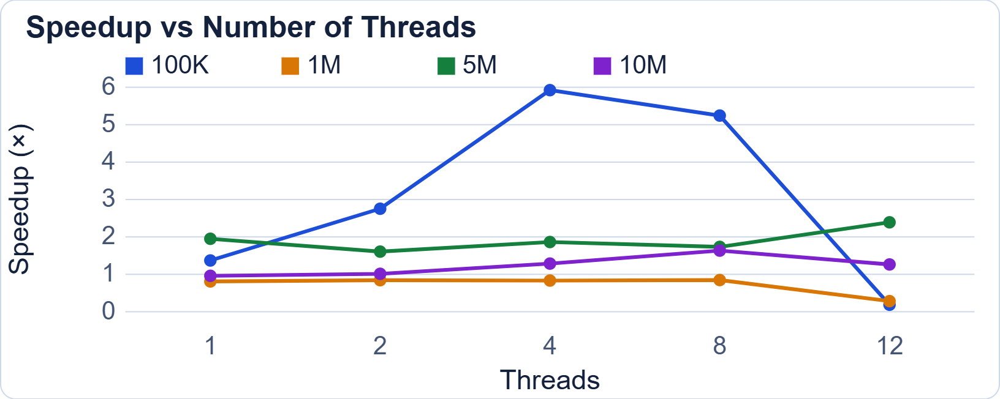 Speedup vs Number of Threads
100K 1M 5M 10M
6
5
4
3
2
1
0
Speedup (×)
1 2 4 8 12
Threads